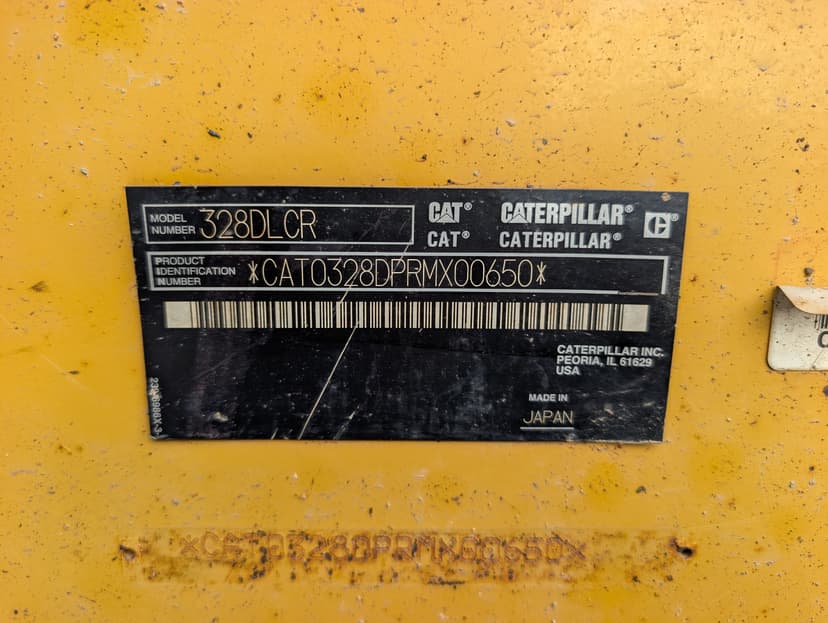 MODEL NUMBER 328DLCR
CAT® CATERPILLAR® C®
CAT® CATERPILLAR®
PRODUCT IDENTIFICATION NUMBER *CAT0328DPRMX00650*
CATERPILLAR INC.
PEORIA, IL 61629
USA
MADE IN
JAPAN
*CAT0328DPRMX00650*